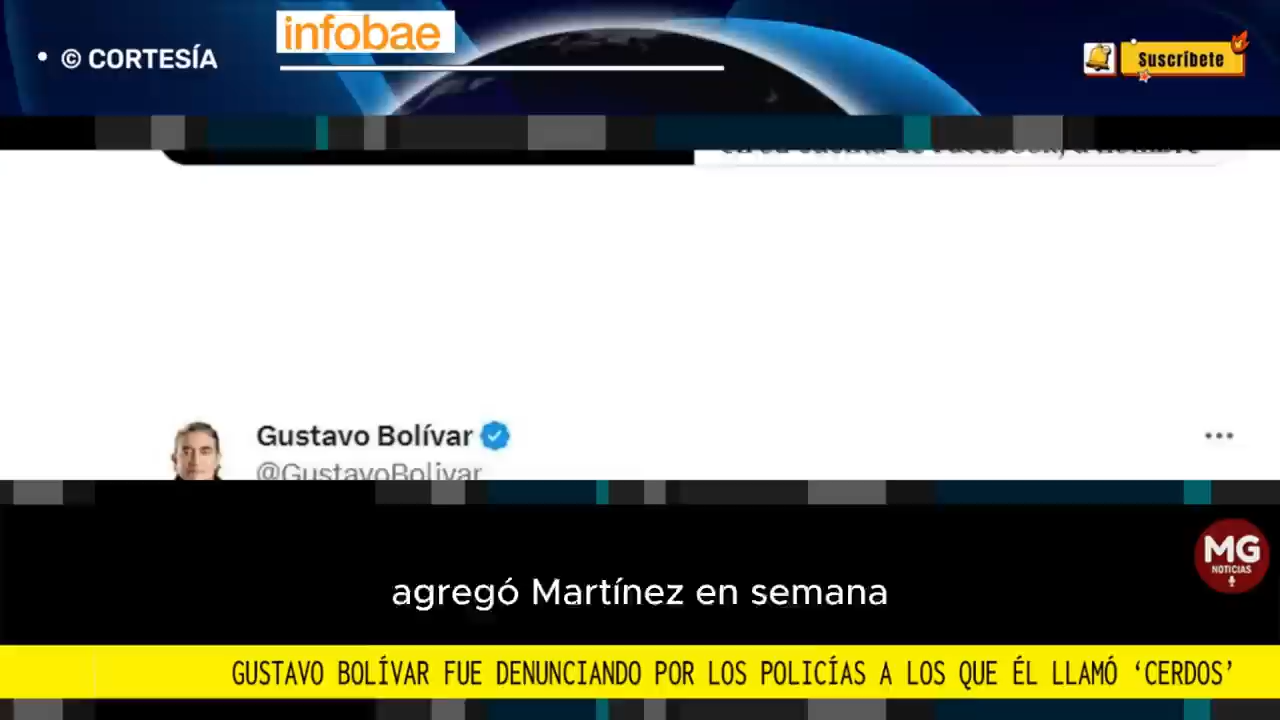 infobae
• © CORTESÍA
Suscríbete
Gustavo Bolívar
@GustavoBolivar
MG
NOTICIAS
agregó Martínez en semana
GUSTAVO BOLÍVAR FUE DENUNCIANDO POR LOS POLICÍAS A LOS QUE ÉL LLAMÓ ‘CERDOS’